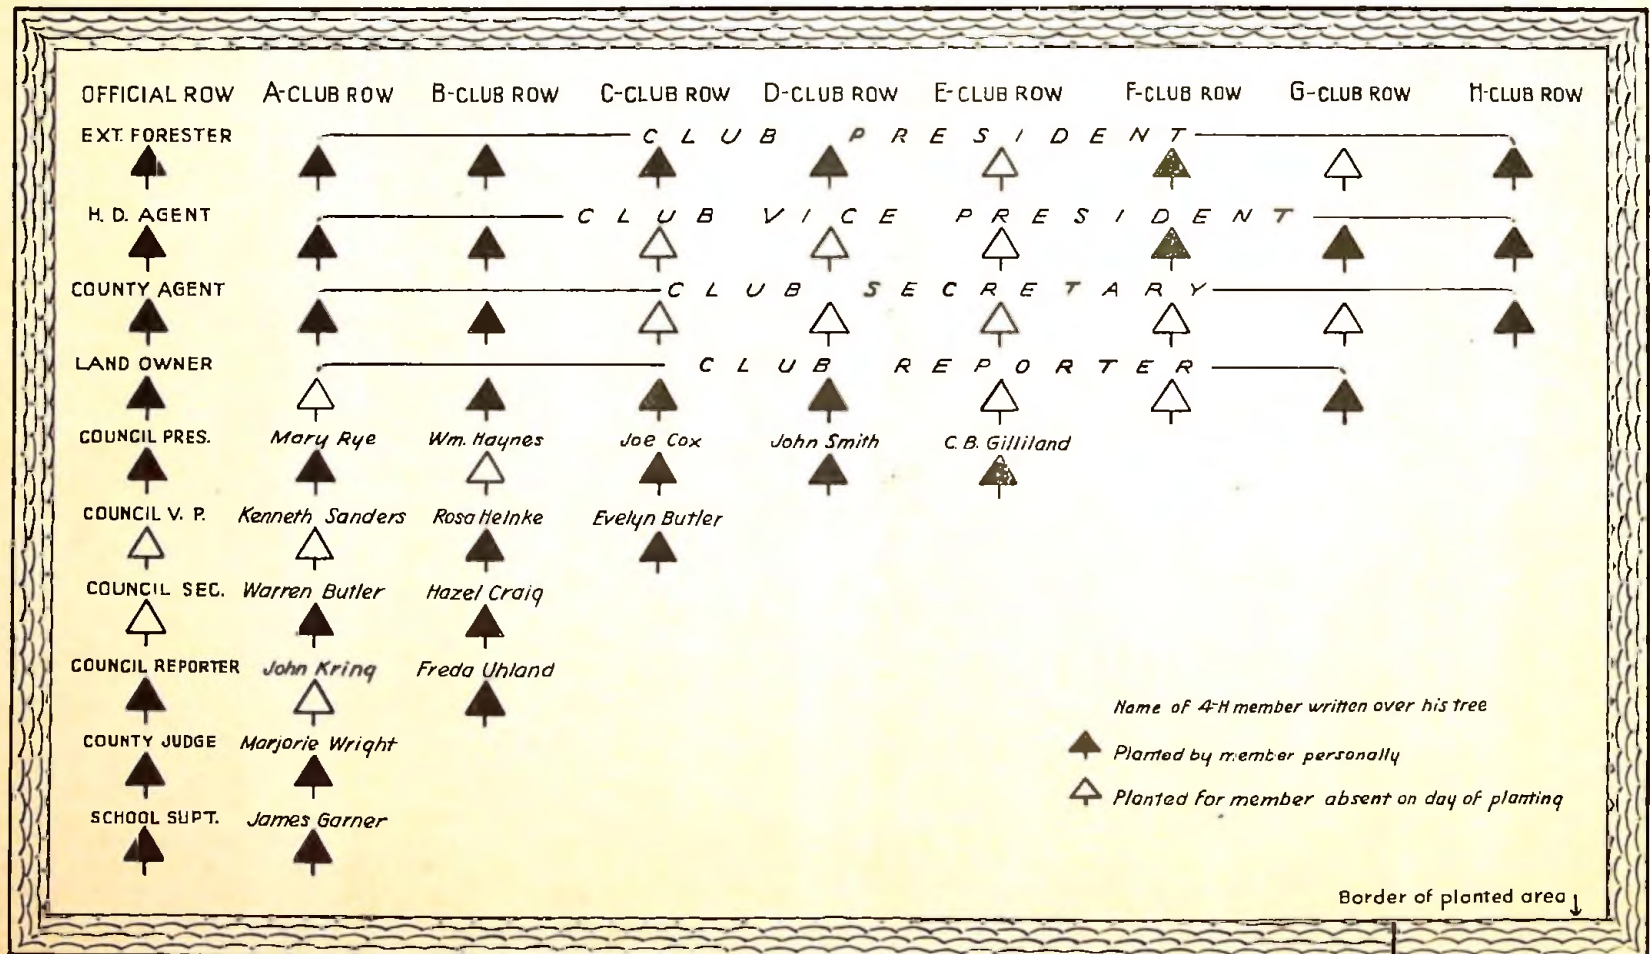 OFFICIAL ROW A-CLUB ROW B-CLUB ROW C-CLUB ROW D-CLUB ROW E-CLUB ROW F-CLUB ROW G-CLUB ROW H-CLUB ROW
EXT. FORESTER CLUB PRESIDENT
H. D. AGENT CLUB VICE PRESIDENT
COUNTY AGENT CLUB SECRETARY
LAND OWNER CLUB REPORTER
COUNCIL PRES. Mary Rye Wm. Haynes Joe Cox John Smith C. B. Gilliland
COUNCIL V. P. Kenneth Sanders Rosa Helnke Evelyn Butler
COUNCIL SEC. Warren Butler Hazel Craig
COUNCIL REPORTER John Kring Freda Uhland
COUNTY JUDGE Marjorie Wright
SCHOOL SUPT. James Garner
Name of 4-H member written over his tree
Planted by member personally
Planted for member absent on day of planting
Border of planted area